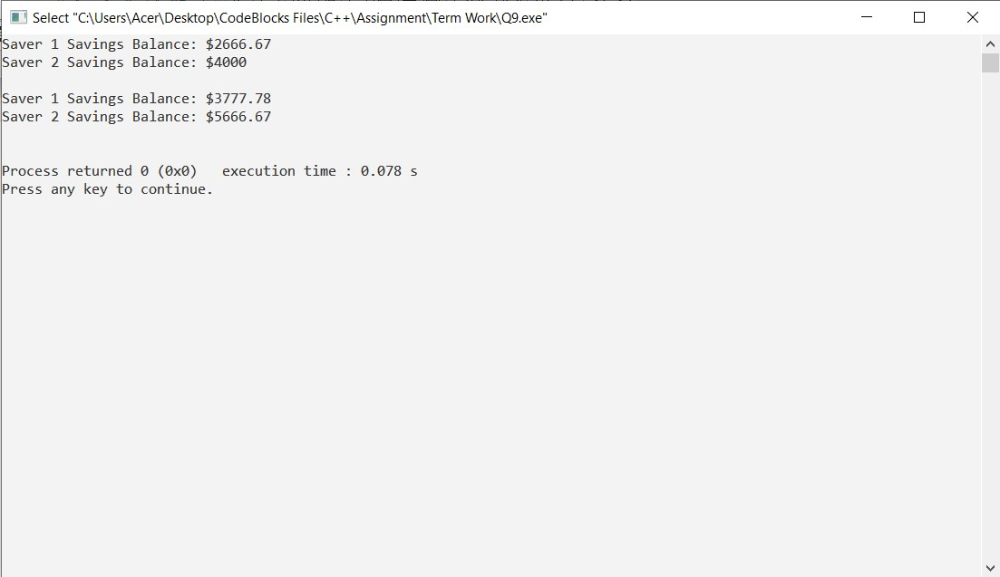 Select "C:\Users\Acer\Desktop\CodeBlocks Files\C++\Assignment\Term Work\Q9.exe"
Saver 1 Savings Balance: $2666.67
Saver 2 Savings Balance: $4000
Saver 1 Savings Balance: $3777.78
Saver 2 Savings Balance: $5666.67
Process returned 0 (0x0)   execution time : 0.078 s
Press any key to continue.